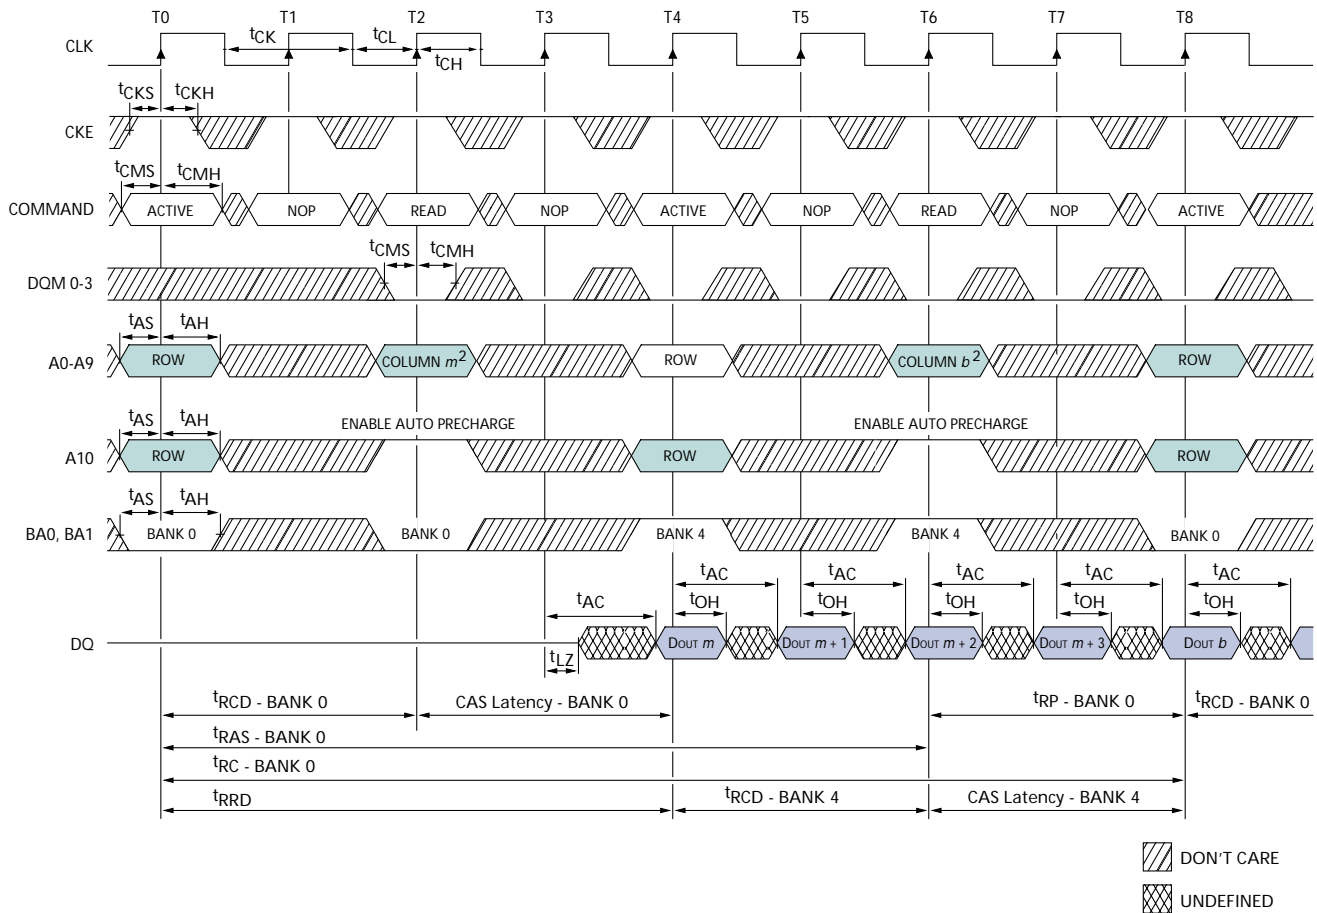 T0 T1 T2 T3 T4 T5 T6 T7 T8
CLK tCK tCL tCH
tCKS tCKH
CKE
tCMS tCMH
COMMAND ACTIVE NOP READ NOP ACTIVE NOP READ NOP ACTIVE
tCMS tCMH
DQM 0-3
tAS tAH
A0-A9 ROW COLUMN m2 ROW COLUMN b2 ROW
tAS tAH ENABLE AUTO PRECHARGE ENABLE AUTO PRECHARGE
A10 ROW ROW ROW
tAS tAH
BA0, BA1 BANK 0 BANK 0 BANK 4 BANK 4 BANK 0
tAC tAC tAC tAC tAC tAC
tOH tOH tOH tOH tOH
DQ DOUT m DOUT m + 1 DOUT m + 2 DOUT m + 3 DOUT b
tLZ
tRCD - BANK 0 CAS Latency - BANK 0 tRP - BANK 0 tRCD - BANK 0
tRAS - BANK 0
tRC - BANK 0
tRRD tRCD - BANK 4 CAS Latency - BANK 4
DON'T CARE
UNDEFINED